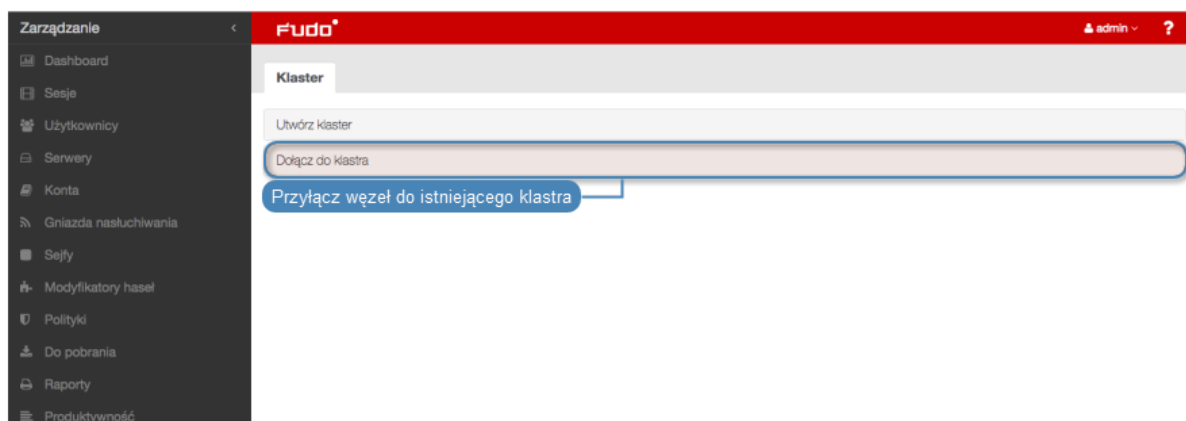 Zarządzanie
Fudo
admin
?
Dashboard
Klaster
Sesje
Użytkownicy
Utwórz klaster
Serwery
Dołącz do klastra
Konta
Przyłącz węzeł do istniejącego klastra
Gniazda nasłuchiwania
Sejfy
Modyfikatory haseł
Polityki
Do pobrania
Raporty
Produktywność